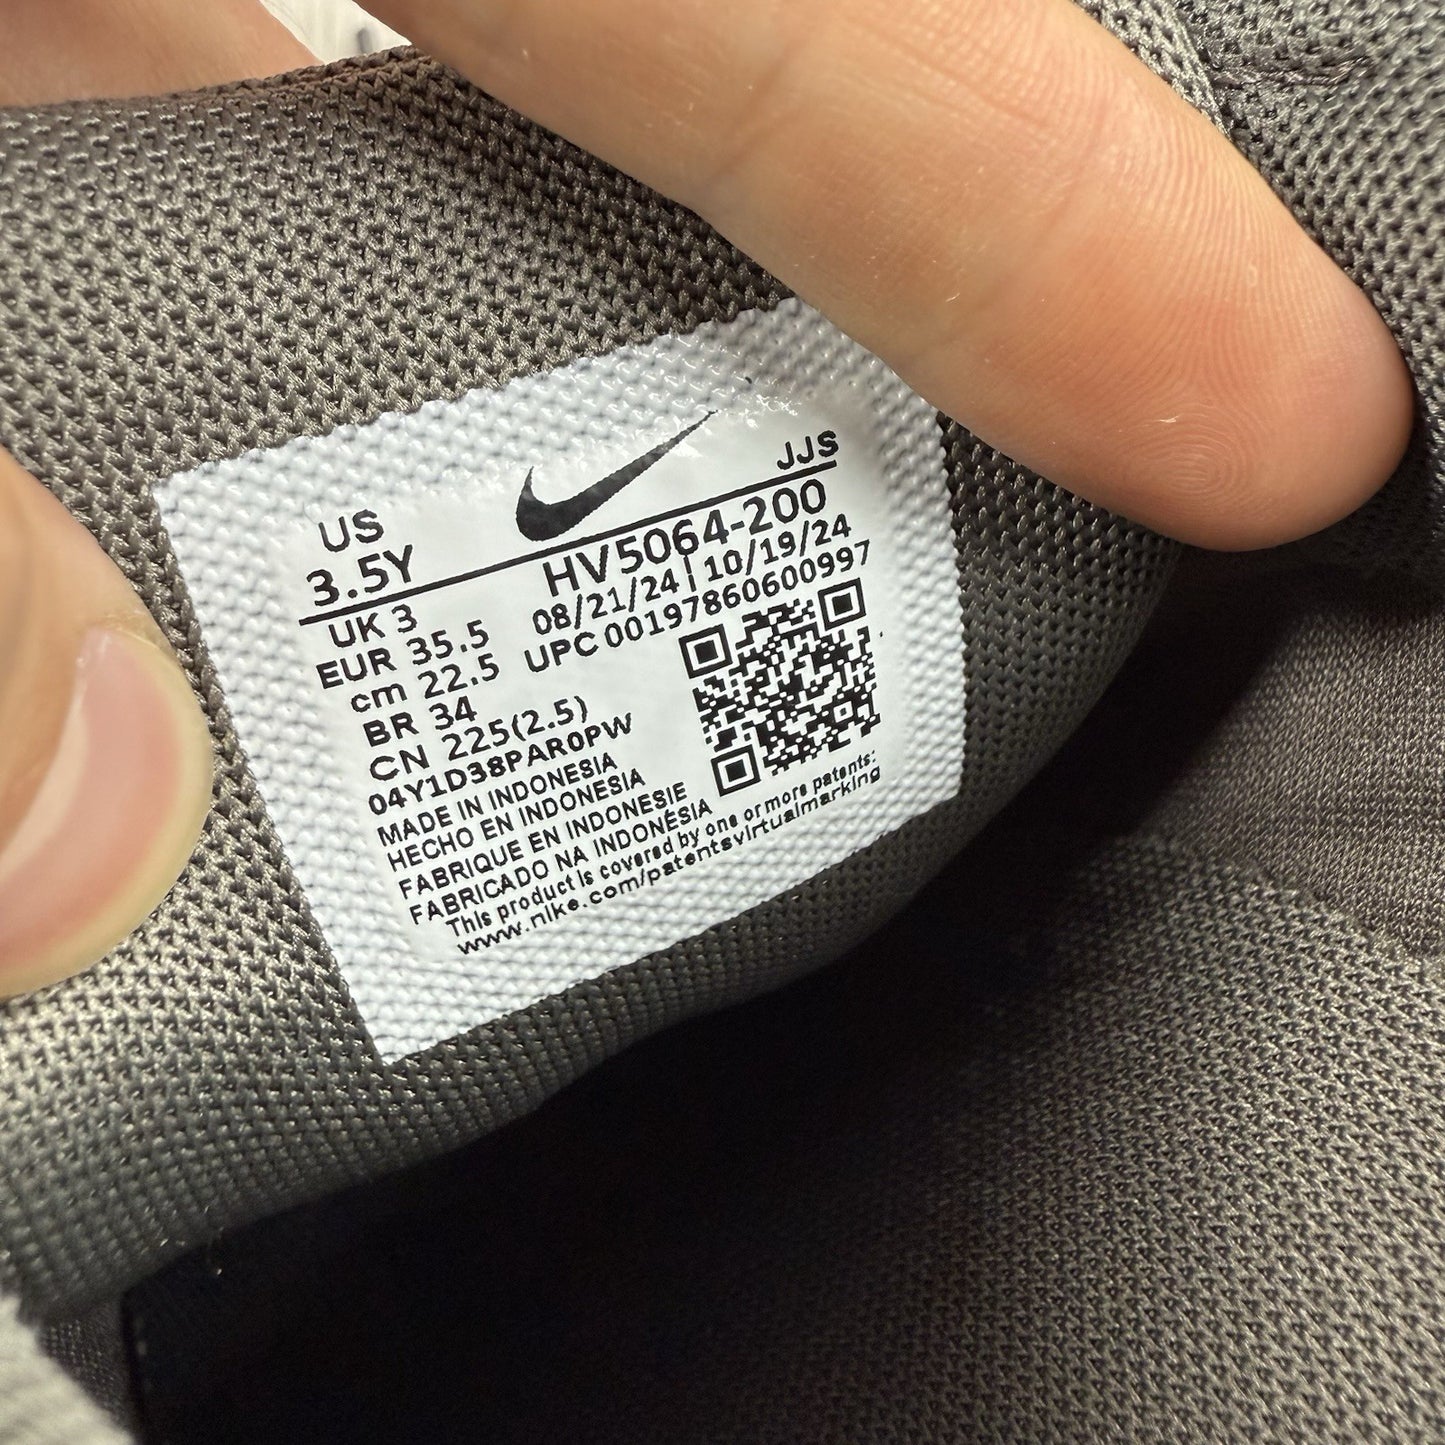 JJS
US
3.5Y
HV5064-200
UK 3
08/21/24 | 10/19/24
EUR 35.5
UPC 00197860600997
cm 22.5
BR 34
CN 225(2.5)
04Y1D38PAR0PW
MADE IN INDONESIA
HECHO EN INDONESIA
FABRIQUE EN INDONESIE
FABRICADO NA INDONÉSIA
This product is covered by one or more patents:
www.nike.com/patentsvirtualmarking